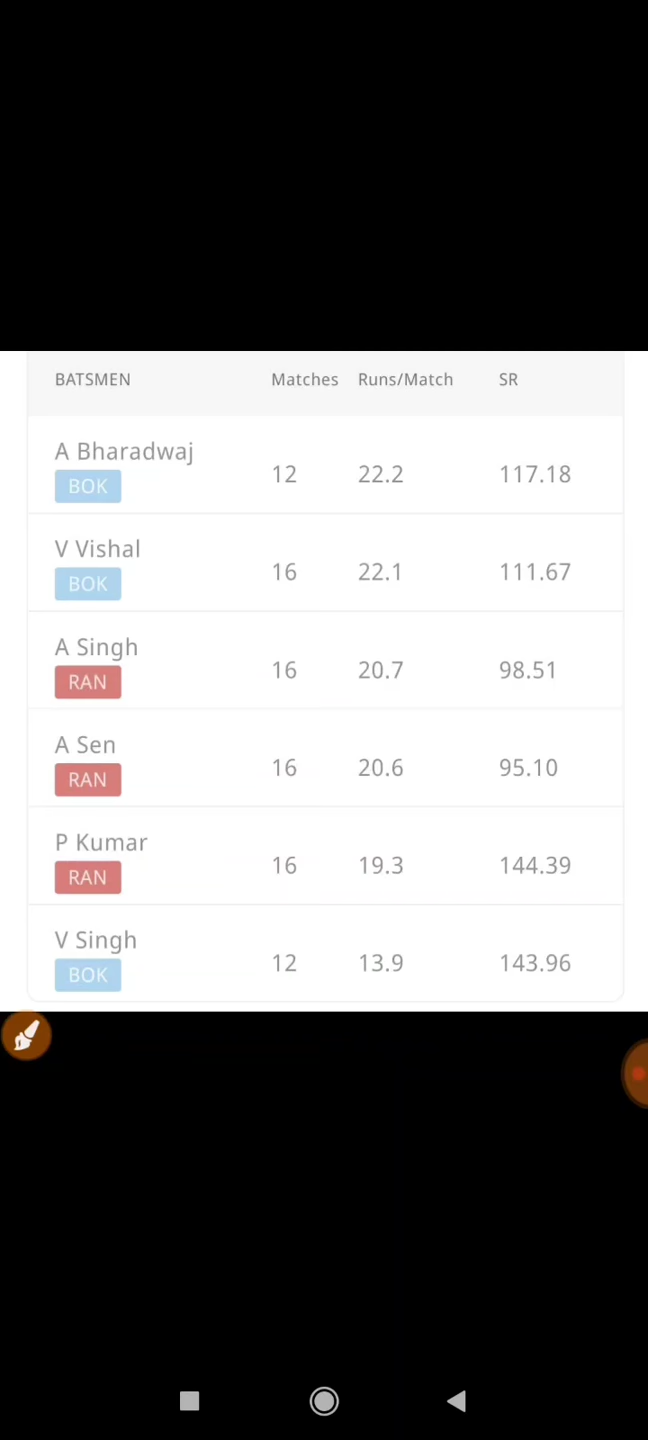 BATSMEN Matches Runs/Match SR
A Bharadwaj
BOK 12 22.2 117.18
V Vishal
BOK 16 22.1 111.67
A Singh
RAN 16 20.7 98.51
A Sen
RAN 16 20.6 95.10
P Kumar
RAN 16 19.3 144.39
V Singh
BOK 12 13.9 143.96